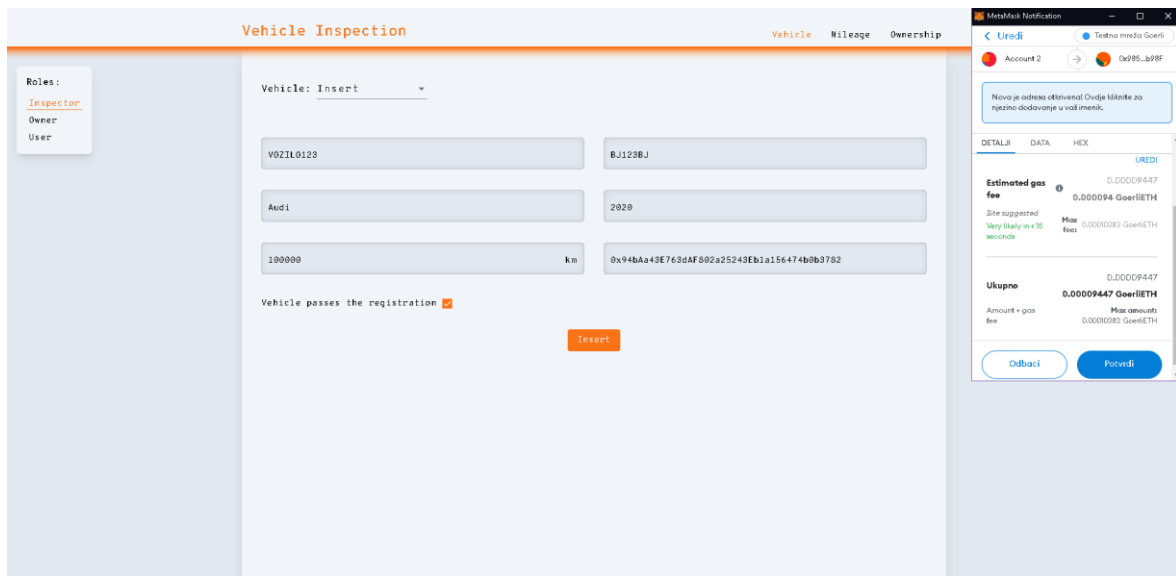 Vehicle Inspection
Vehicle Mileage Ownership
Roles:
Inspector
Owner
User
Vehicle: Insert
VOZILO123
BJ123BJ
Audi
2020
100000 km
0x94bAa43E763dAF802a25243Eb1a156474b0b3782
Vehicle passes the registration
Insert
MetaMask Notification
Uredi
Testna mreža Goerli
Account 2
0x985...b98F
Nova je adresa otkrivena! Ovdje kliknite za
njezino dodavanje u vaš imenik.
DETALJI DATA HEX
UREDI
Estimated gas
fee
0.00009447
0.000094 GoerliETH
Site suggested
Very likely in < 15
seconds
Max
fee:
0.00010383 GoerliETH
Ukupno
0.00009447
0.00009447 GoerliETH
Amount + gas
fee
Max amount:
0.00010383 GoerliETH
Odbaci
Potvrdi